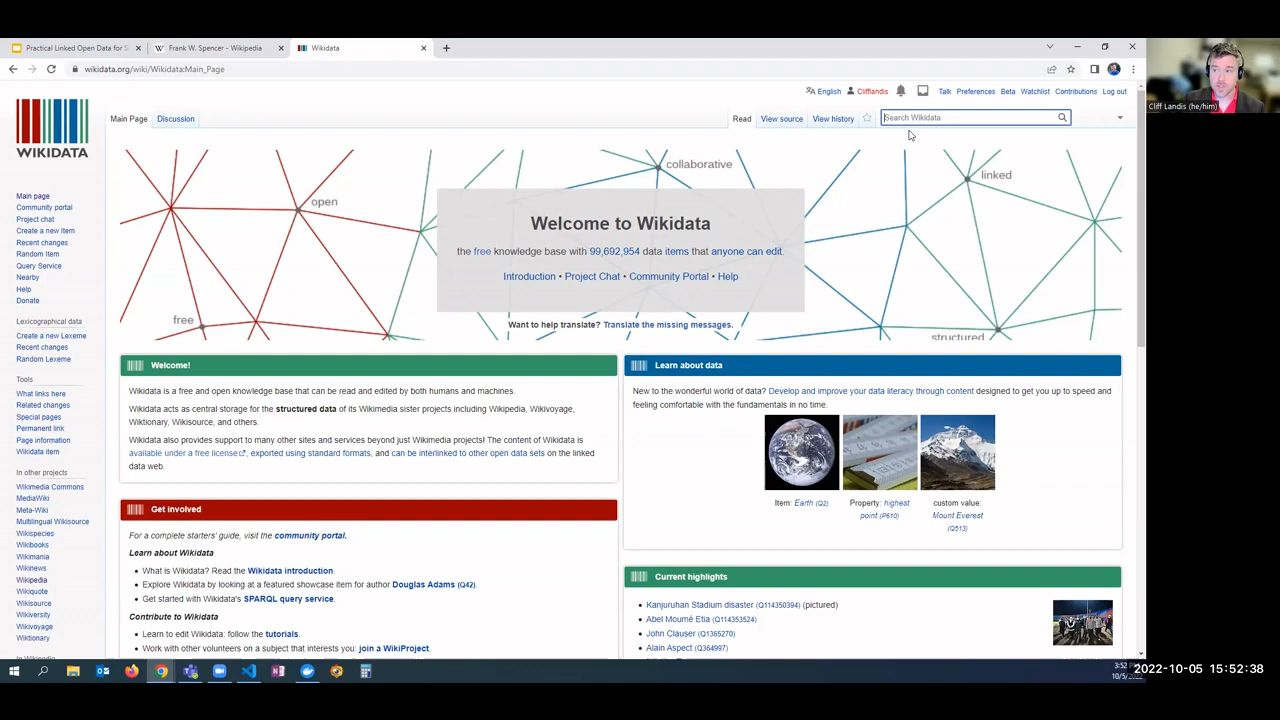 Practical Linked Open Data for S
Frank W. Spencer - Wikipedia
Wikidata
wikidata.org/wiki/Wikidata:Main_Page
Cliff Landis (he/him)
English
Clifflandis
Talk
Preferences
Beta
Watchlist
Contributions
Log out
Main Page
Discussion
Read
View source
View history
Search Wikidata
WIKIDATA
Main page
Community portal
Project chat
Create a new Item
Recent changes
Random Item
Query Service
Nearby
Help
Donate
Lexicographical data
Create a new Lexeme
Recent changes
Random Lexeme
Tools
What links here
Related changes
Special pages
Permanent link
Page information
Wikidata item
In other projects
Wikimedia Commons
MediaWiki
Meta-Wiki
Multilingual Wikisource
Wikispecies
Wikibooks
Wikimania
Wikinews
Wikipedia
Wikiquote
Wikisource
Wikiversity
Wikivoyage
Wiktionary
In Wikipedia
open
collaborative
linked
free
structured
Welcome to Wikidata
the free knowledge base with 99,692,954 data items that anyone can edit.
Introduction • Project Chat • Community Portal • Help
Want to help translate? Translate the missing messages.
Welcome!
Wikidata is a free and open knowledge base that can be read and edited by both humans and machines.
Wikidata acts as central storage for the structured data of its Wikimedia sister projects including Wikipedia, Wikivoyage,
Wiktionary, Wikisource, and others.
Wikidata also provides support to many other sites and services beyond just Wikimedia projects! The content of Wikidata is
available under a free license, exported using standard formats, and can be interlinked to other open data sets on the linked
data web.
Get involved
For a complete starters' guide, visit the community portal.
Learn about Wikidata
• What is Wikidata? Read the Wikidata introduction.
• Explore Wikidata by looking at a featured showcase item for author Douglas Adams (Q42).
• Get started with Wikidata's SPARQL query service.
Contribute to Wikidata
• Learn to edit Wikidata: follow the tutorials.
• Work with other volunteers on a subject that interests you: join a WikiProject.
Learn about data
New to the wonderful world of data? Develop and improve your data literacy through content designed to get you up to speed and
feeling comfortable with the fundamentals in no time.
Item: Earth (Q2)
Property: highest
point (P610)
custom value:
Mount Everest
(Q513)
Current highlights
• Kanjuruhan Stadium disaster (Q114350394) (pictured)
• Abel Moumé Etia (Q114353524)
• John Clauser (Q1365270)
• Alain Aspect (Q364997)
3:52 P
10/5/2022
2022-10-05 15:52:38